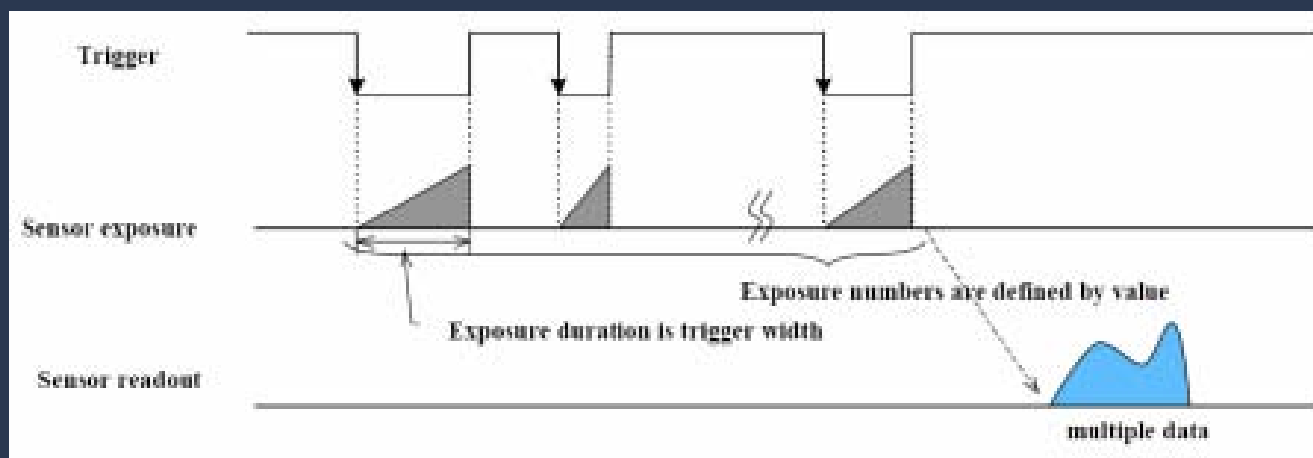 Trigger
Sensor exposure
Exposure numbers are defined by value
Exposure duration is trigger width
Sensor readout
multiple data